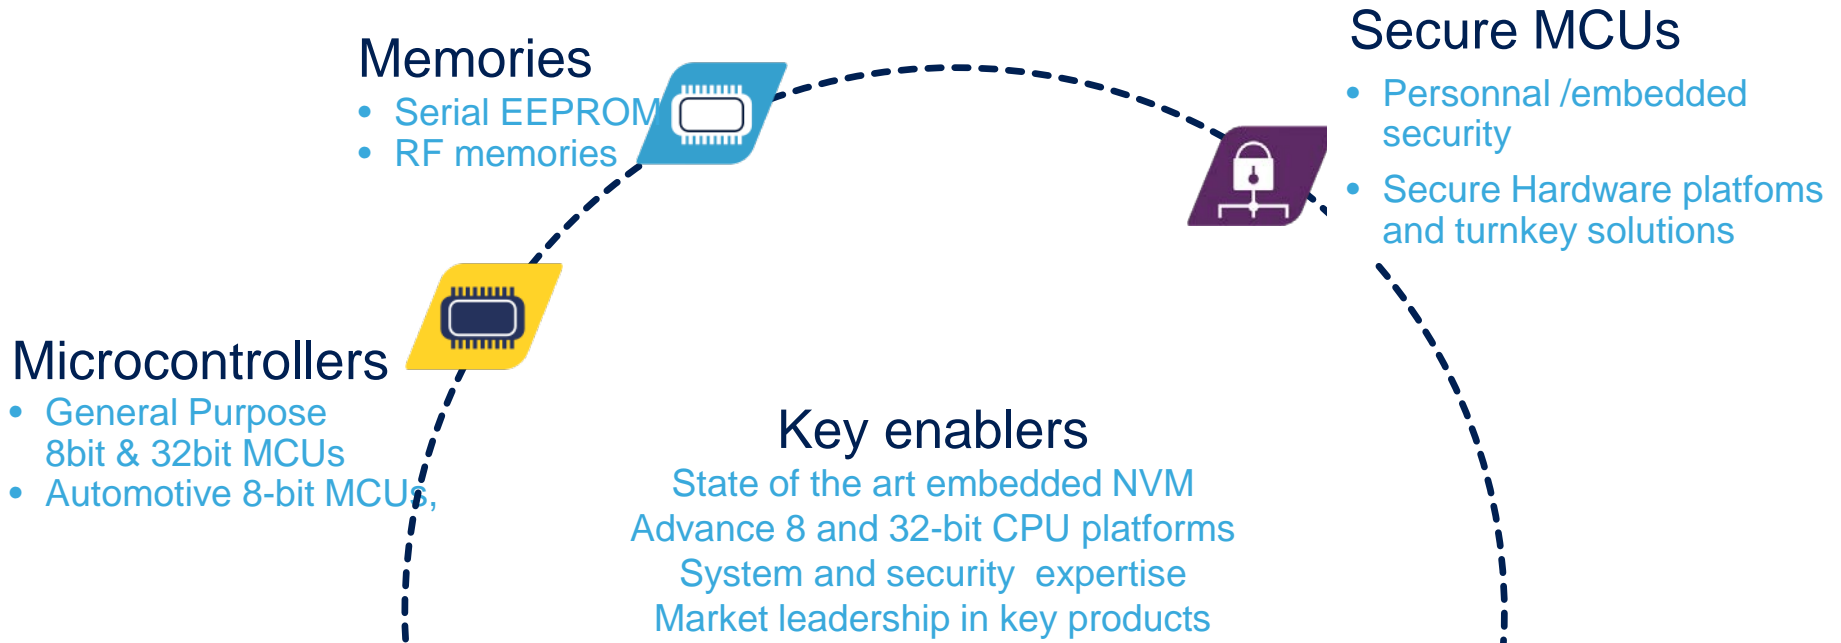 Memories
• Serial EEPROM
• RF memories
Secure MCUs
• Personnal /embedded
security
• Secure Hardware platfoms
and turnkey solutions
Microcontrollers
• General Purpose
8bit & 32bit MCUs
• Automotive 8-bit MCUs,
Key enablers
State of the art embedded NVM
Advance 8 and 32-bit CPU platforms
System and security expertise
Market leadership in key products